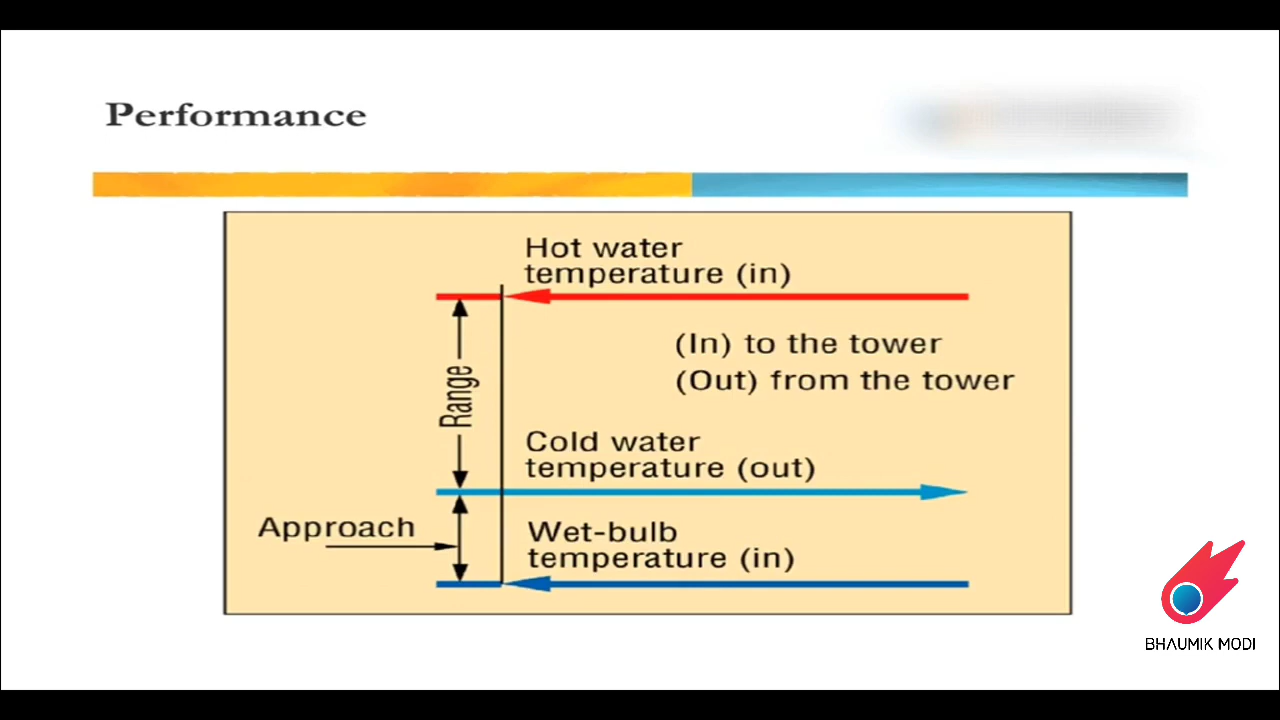 Performance
Hot water
temperature (in)
(In) to the tower
(Out) from the tower
Range
Cold water
temperature (out)
Approach
Wet-bulb
temperature (in)
BHAUMIK MODI